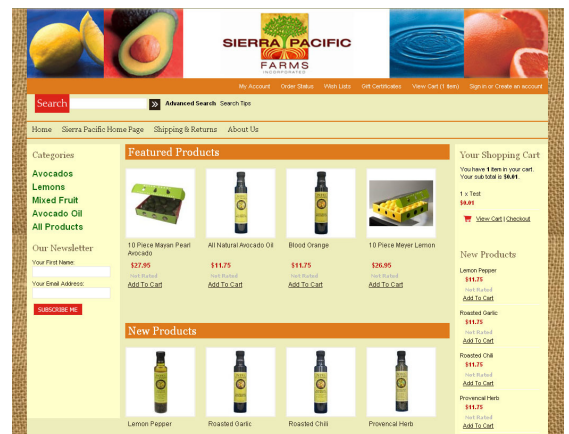 SIERRA PACIFIC
FARMS
INCORPORATED
My Account Order Status Wish Lists Gift Certificates View Cart (1 item) Sign in or Create an account
Search Advanced Search Search Tips
Home Sierra Pacific Home Page Shipping & Returns About Us
Categories
Avocados
Lemons
Mixed Fruit
Avocado Oil
All Products
Our Newsletter
Your First Name:
Your Email Address:
SUBSCRIBE ME
Featured Products
10 Piece Mayan Pearl
Avocado
$27.95
Not Rated
Add To Cart
All Natural Avocado Oil
$11.75
Not Rated
Add To Cart
Blood Orange
$11.75
Not Rated
Add To Cart
10 Piece Meyer Lemon
$26.95
Not Rated
Add To Cart
New Products
Lemon Pepper
Roasted Garlic
Roasted Chili
Provencal Herb
Your Shopping Cart
You have 1 item in your cart.
Your sub total is $0.01.
1 x Test
$0.01
View Cart | Checkout
New Products
Lemon Pepper
$11.75
Not Rated
Add To Cart
Roasted Garlic
$11.75
Not Rated
Add To Cart
Roasted Chili
$11.75
Not Rated
Add To Cart
Provencal Herb
$11.75
Not Rated
Add To Cart